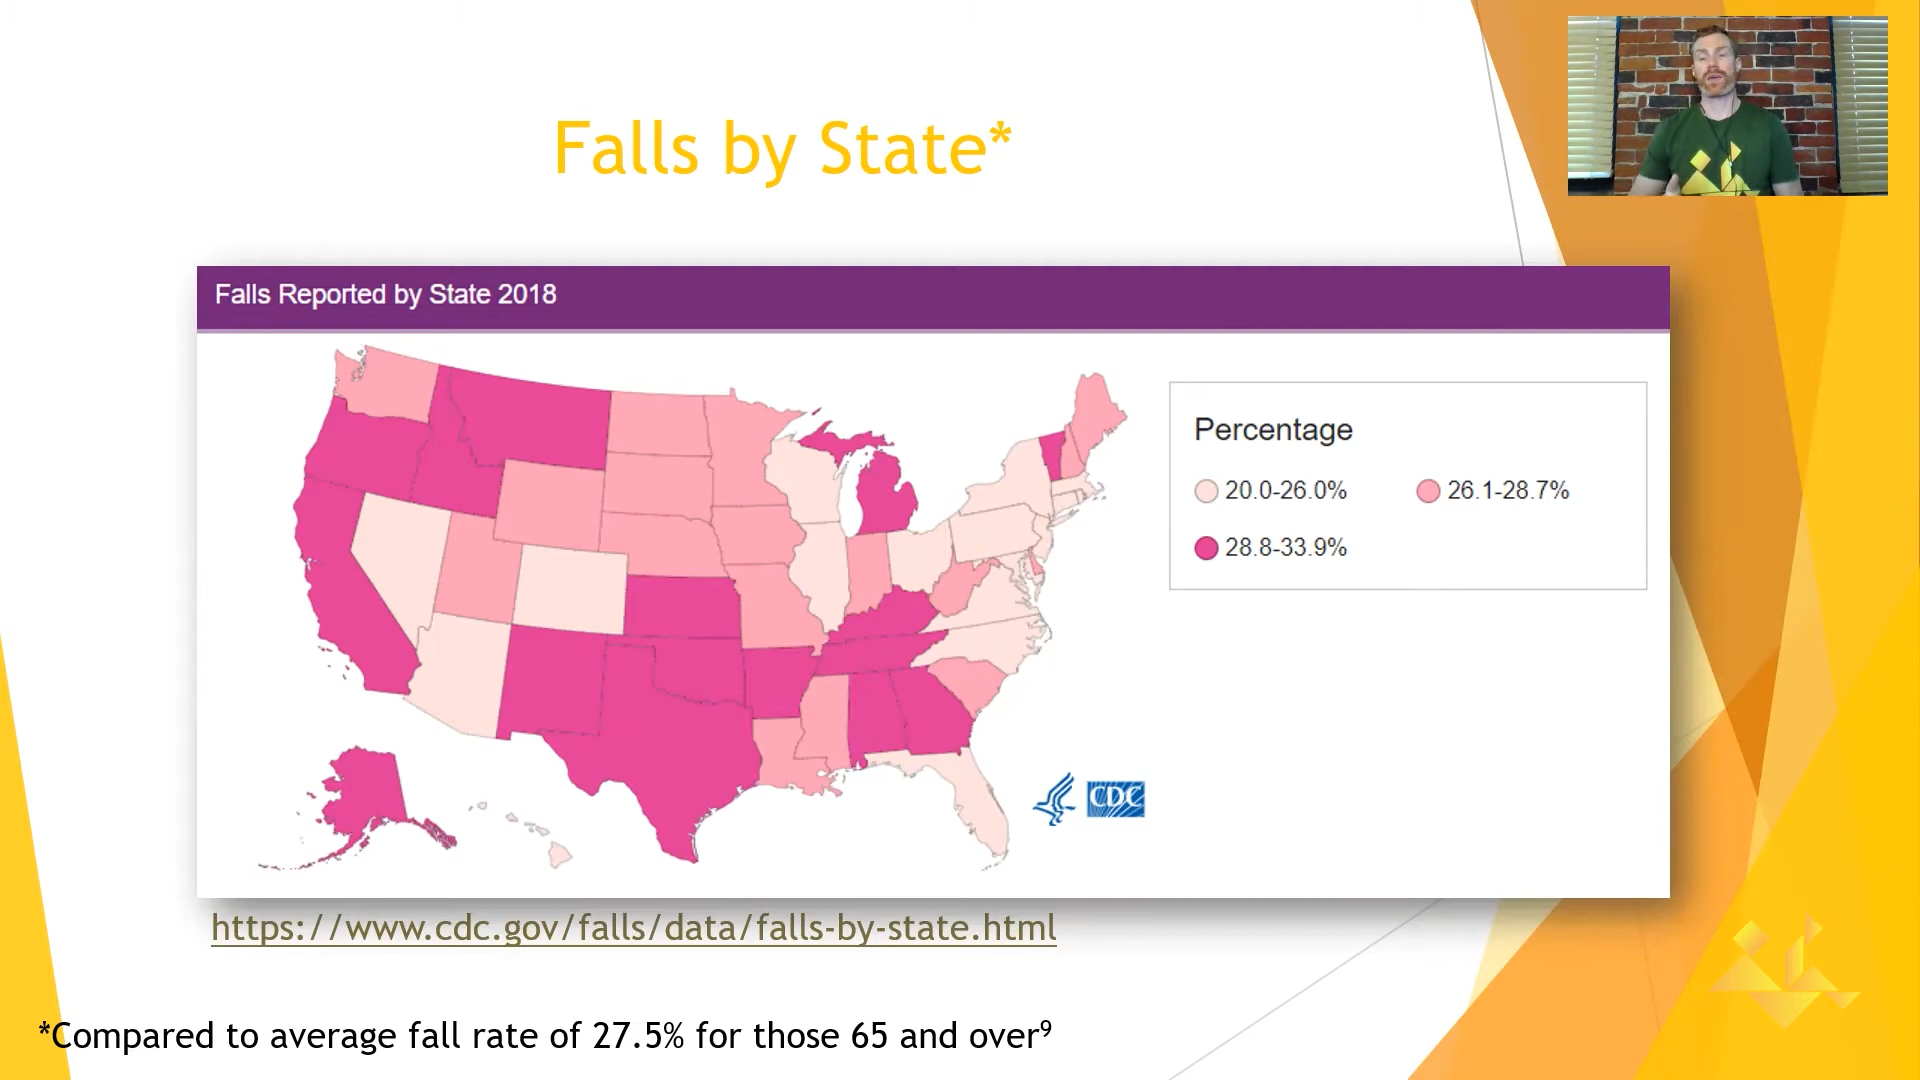 Falls by State*
Falls Reported by State 2018
Percentage
20.0-26.0% 26.1-28.7%
28.8-33.9%
CDC
https://www.cdc.gov/falls/data/falls-by-state.html
*Compared to average fall rate of 27.5% for those 65 and over⁹